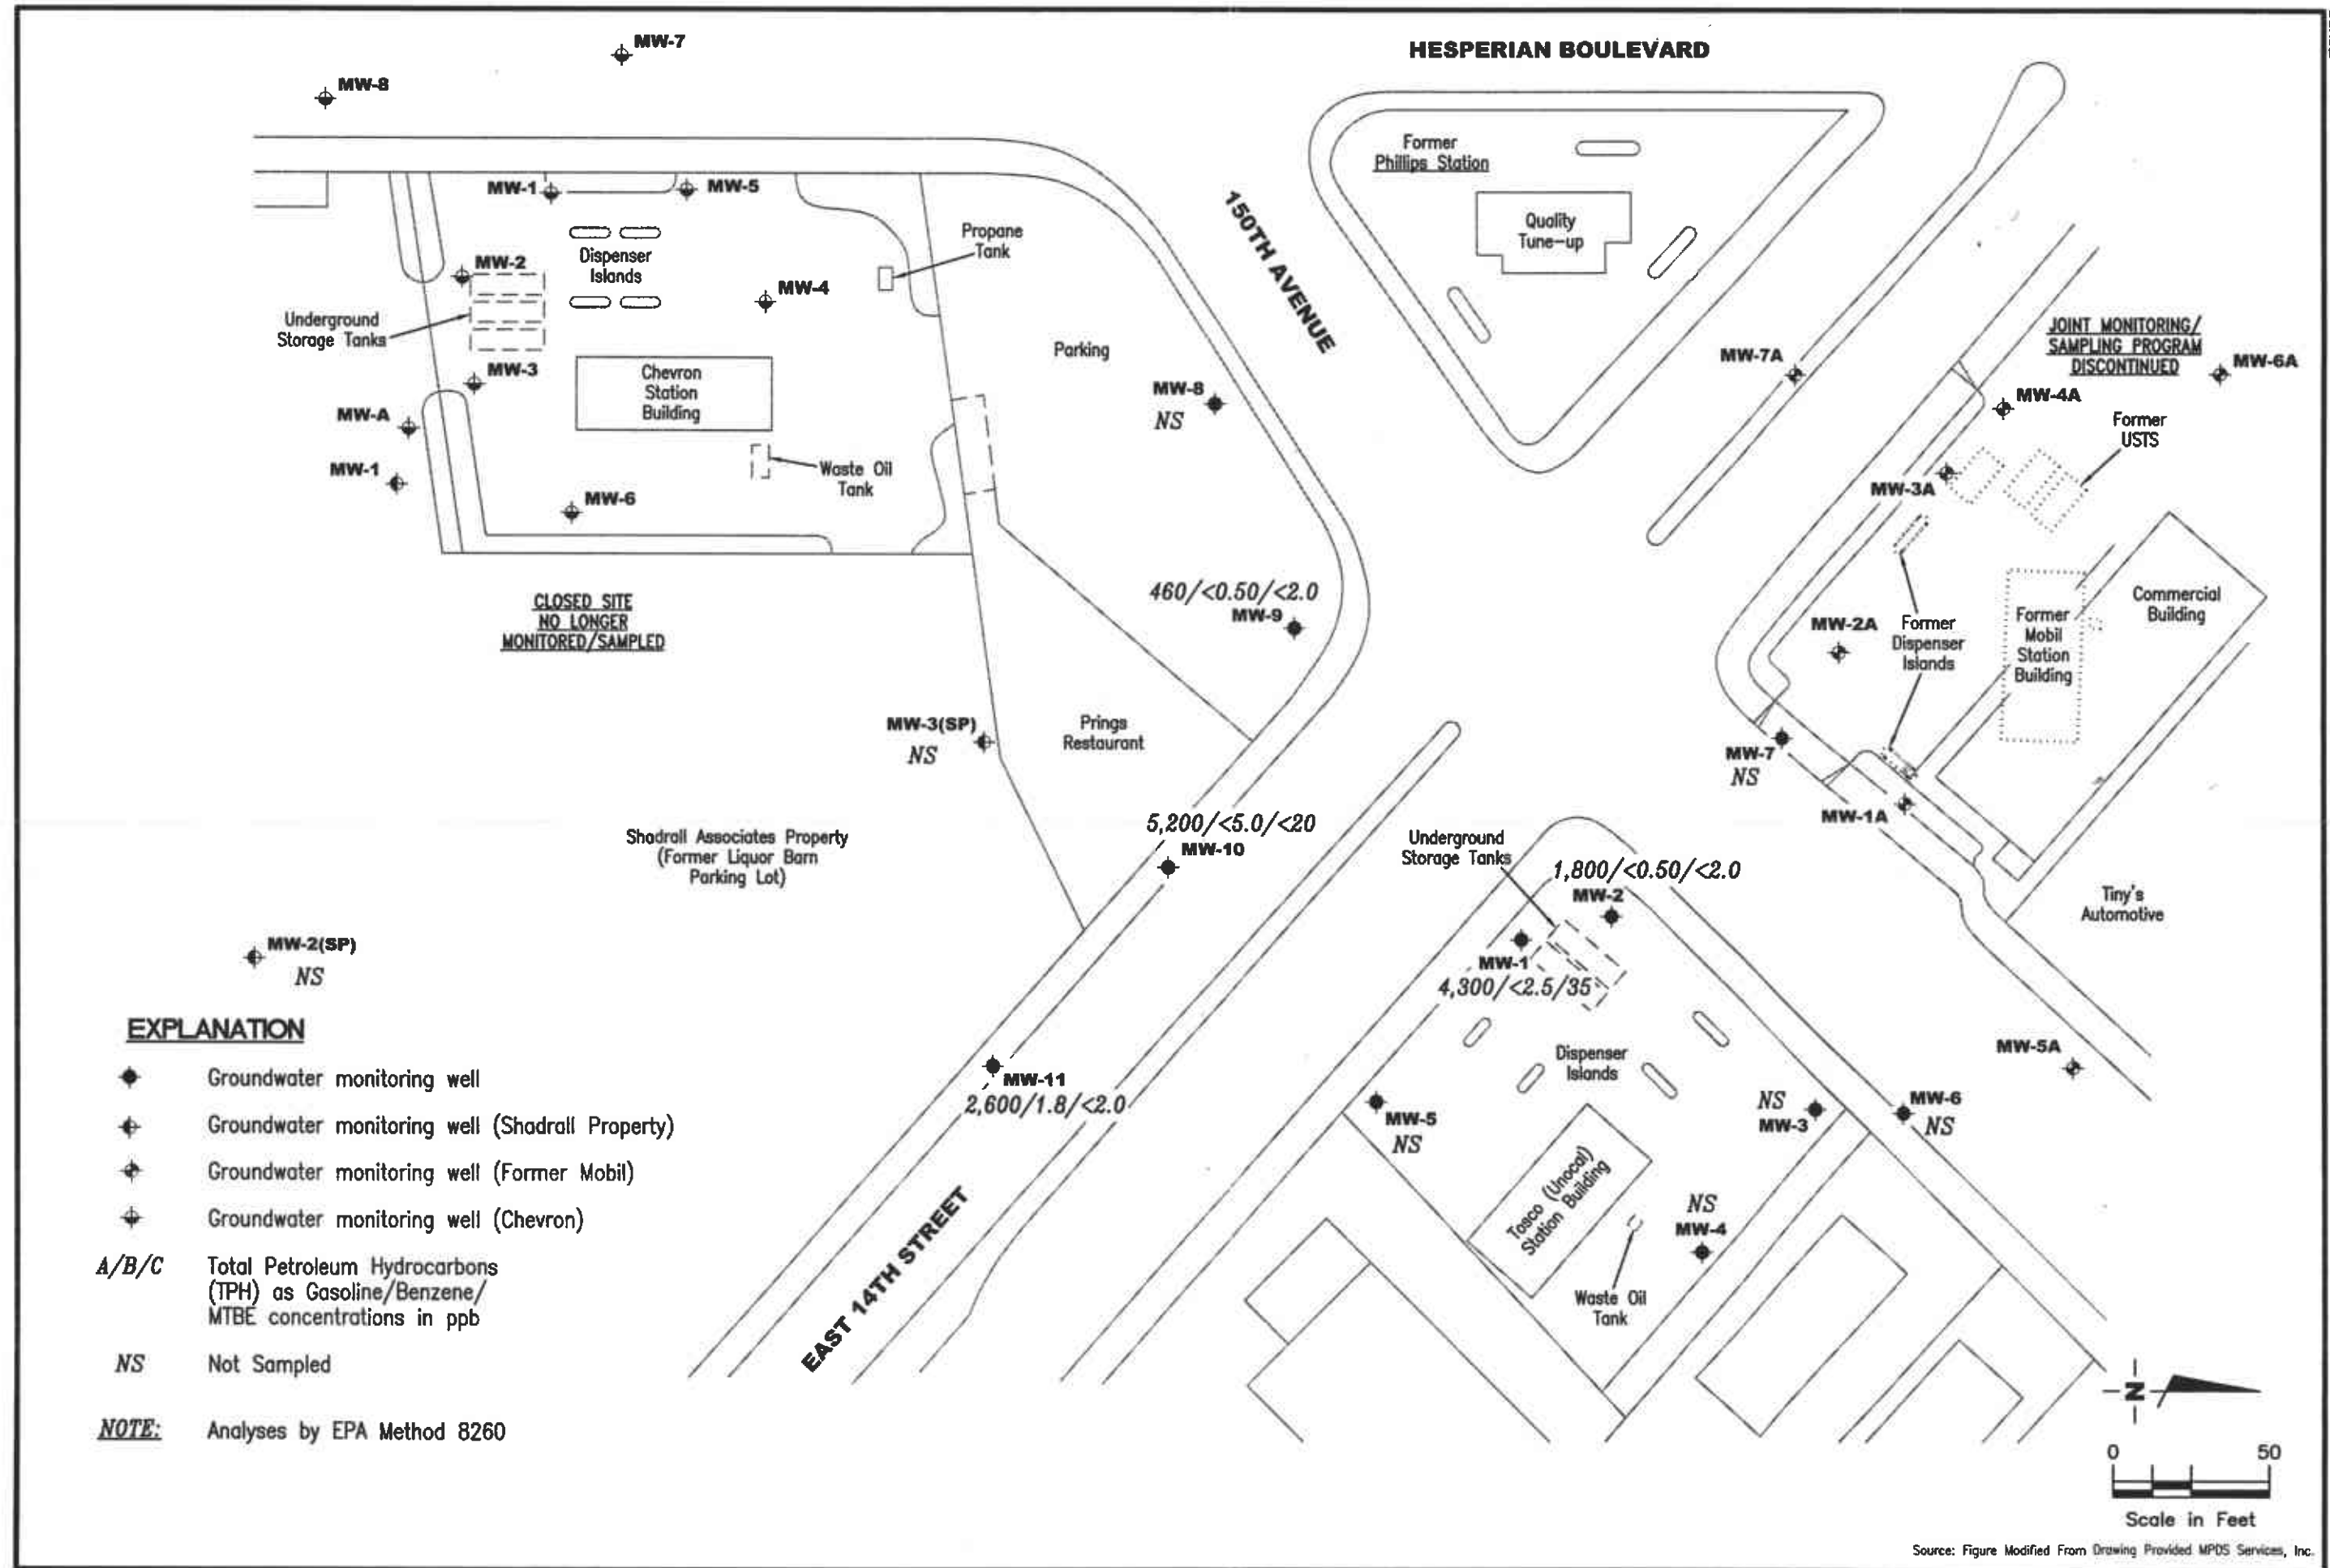 HESPERIAN BOULEVARD
MW-7
MW-8
MW-1
MW-5
Dispenser
Islands
MW-2
MW-4
Propane
Tank
Underground
Storage Tanks
MW-3
Chevron
Station
Building
MW-A
MW-1
MW-6
Waste Oil
Tank
Parking
150TH AVENUE
MW-8
NS
Former
Phillips Station
Quality
Tune-up
MW-7A
JOINT MONITORING/
SAMPLING PROGRAM
DISCONTINUED
MW-6A
MW-4A
Former
USTS
MW-3A
Commercial
Building
Former
Mobil
Station
Building
MW-2A
Former
Dispenser
Islands
CLOSED SITE
NO LONGER
MONITORED/SAMPLED
460/<0.50/<2.0
MW-9
MW-3(SP)
NS
Prings
Restaurant
MW-7
NS
MW-1A
Tiny's
Automotive
Shadrall Associates Property
(Former Liquor Barn
Parking Lot)
5,200/<5.0/<20
MW-10
Underground
Storage Tanks
1,800/<0.50/<2.0
MW-2
MW-1
4,300/<2.5/35
MW-2(SP)
NS
MW-11
2,600/1.8/<2.0
Dispenser
Islands
MW-5
NS
NS
MW-3
MW-6
NS
MW-5A
Tosco (Unocal)
Station Building
NS
MW-4
Waste Oil
Tank
EAST 14TH STREET
EXPLANATION
Groundwater monitoring well
Groundwater monitoring well (Shadrall Property)
Groundwater monitoring well (Former Mobil)
Groundwater monitoring well (Chevron)
A/B/C Total Petroleum Hydrocarbons
(TPH) as Gasoline/Benzene/
MTBE concentrations in ppb
NS Not Sampled
NOTE: Analyses by EPA Method 8260
N
0 50
Scale in Feet
Source: Figure Modified From Drawing Provided MPDS Services, Inc.